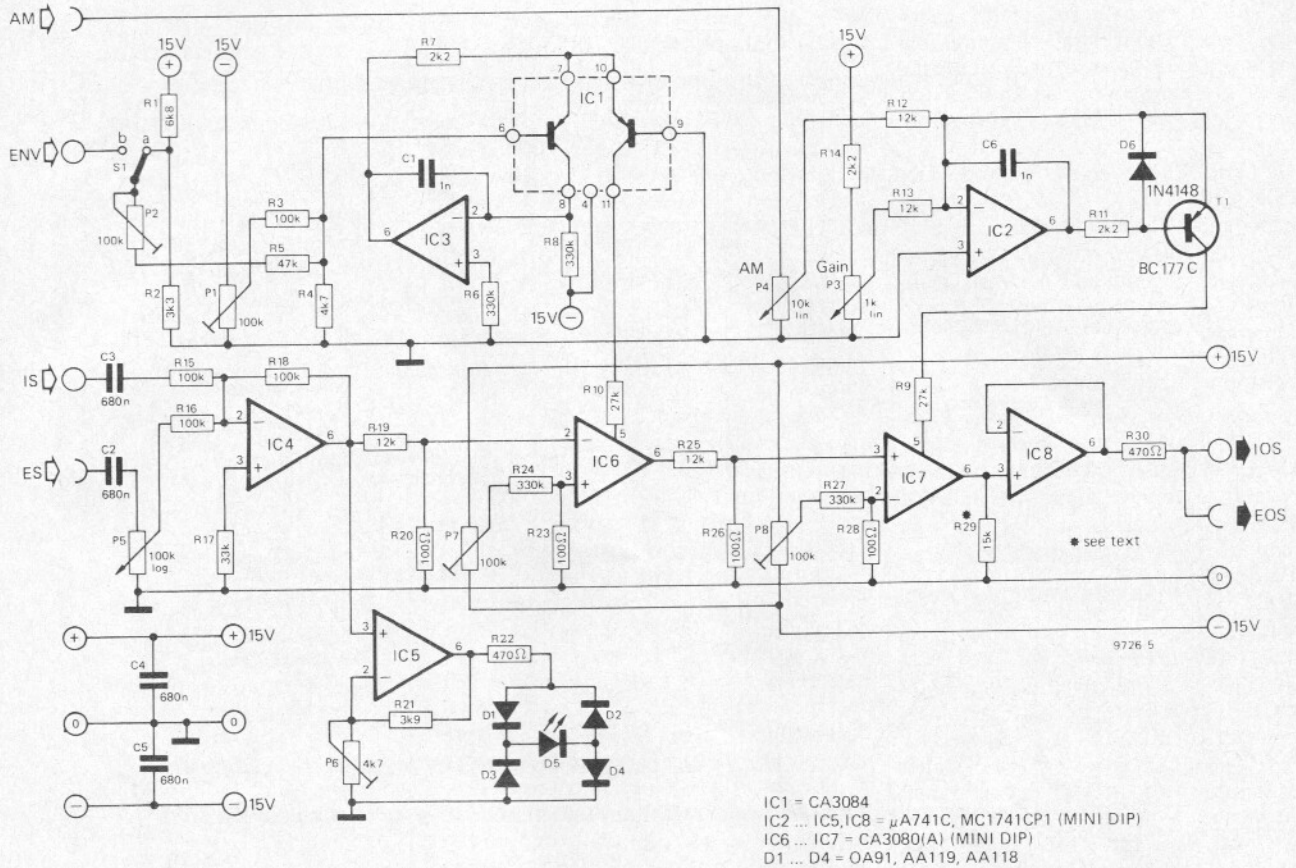 AM
15V
15V
R7
2k2
7
10
IC1
15V
R12
12k
R1
6k8
R14
2k2
C6
1n
D6
1N4148
ENV
b
a
S1
6
9
C1
1n
R3
100k
R13
12k
2
6
IC2
R11
2k2
T1
P2
100k
R5
47k
6
IC3
2
3
8
4
11
R8
330k
3
BC177C
AM
Gain
R2
3k3
P1
100k
R4
4k7
R6
330k
15V
P4
10k
lin.
P3
1k
lin.
C3
680n
R15
100k
R18
100k
15V
IS
R16
100k
2
IC4
6
3
R19
12k
R10
27k
5
R9
27k
5
C2
680n
ES
2
IC6
6
3
R24
330k
R25
12k
3
IC7
6
2
R27
330k
2
IC8
6
3
R30
470Ω
IOS
EOS
P5
100k
log.
R17
33k
R20
100Ω
P7
100k
R23
100Ω
R26
100Ω
P8
100k
R28
100Ω
*
R29
15k
* see text
0
3
IC5
6
2
R22
470Ω
15V
9726 5
15V
C4
680n
0
0
C5
680n
15V
R21
3k9
P6
4k7
D1
D2
D5
D3
D4
IC1 = CA3084
IC2 ... IC5,IC8 = µA741C, MC1741CP1 (MINI DIP)
IC6 ... IC7 = CA3080(A) (MINI DIP)
D1 ... D4 = OA91, AA119, AA118